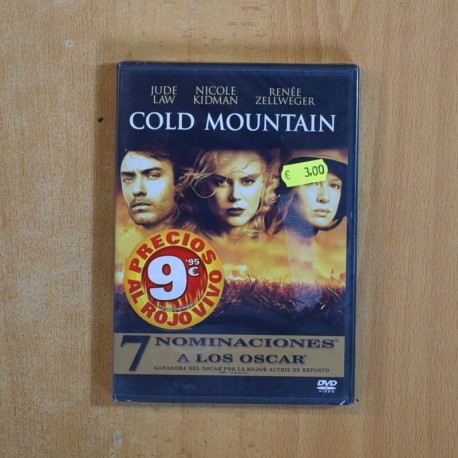 JUDE LAW
NICOLE KIDMAN
RENÉE ZELLWEGER
COLD MOUNTAIN
€ 3,00
PRECIOS
9'95 €
AL ROJO VIVO
7 NOMINACIONES
A LOS OSCAR
GANADORA DEL OSCAR POR LA MEJOR ACTRIZ DE REPARTO
DVD
VIDEO